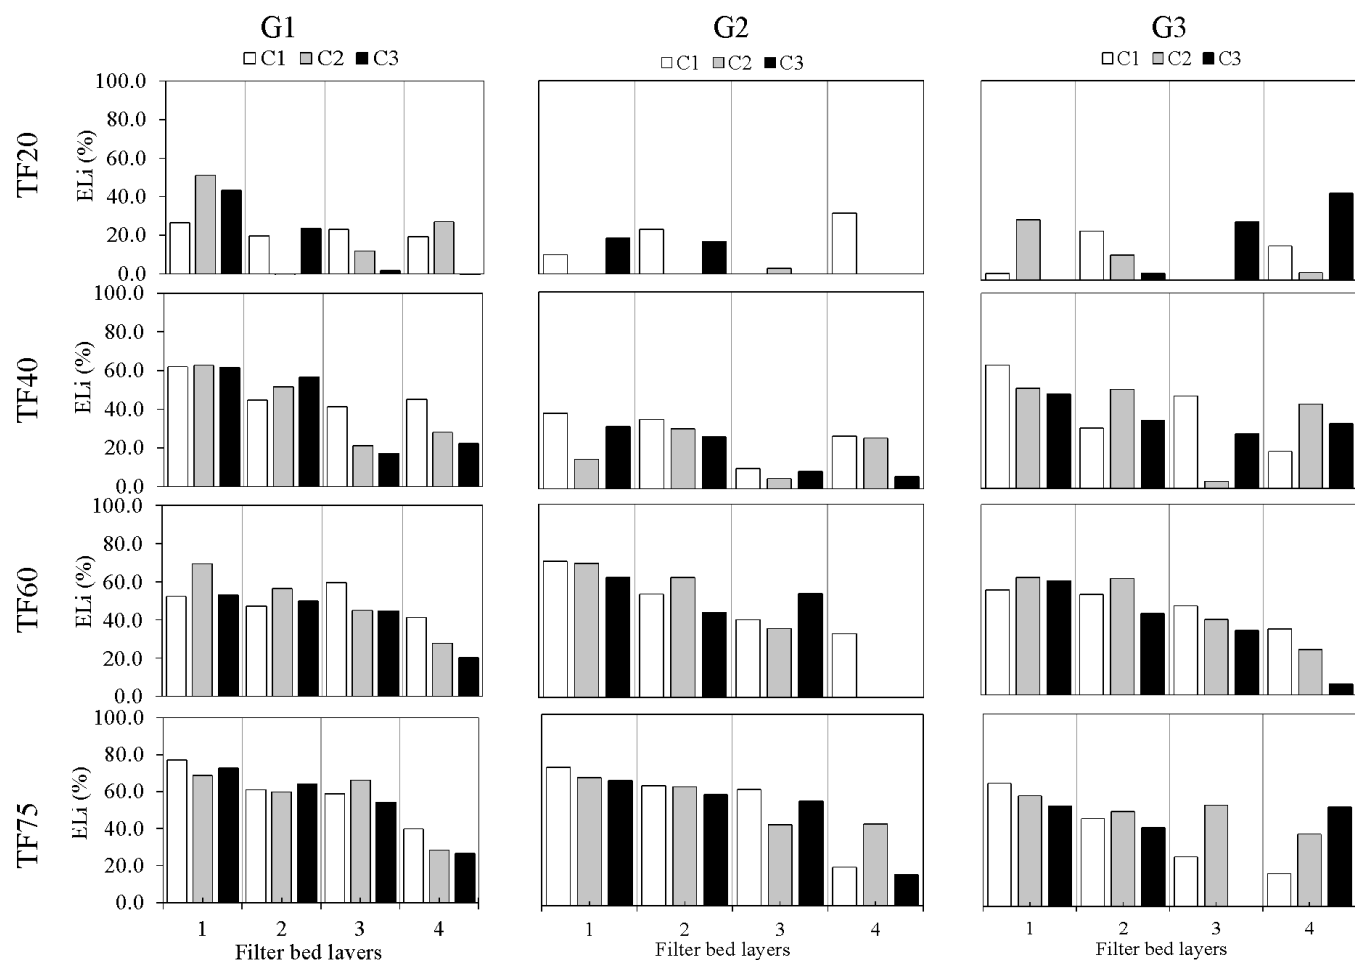 G1 G2 G3
C1 C2 C3 C1 C2 C3 C1 C2 C3
TF20
ELi (%)
100.0
80.0
60.0
40.0
20.0
0.0
TF40
ELi (%)
100.0
80.0
60.0
40.0
20.0
0.0
TF60
ELi (%)
100.0
80.0
60.0
40.0
20.0
0.0
TF75
ELi (%)
100.0
80.0
60.0
40.0
20.0
0.0
1 2 3 4 1 2 3 4 1 2 3 4
Filter bed layers Filter bed layers Filter bed layers